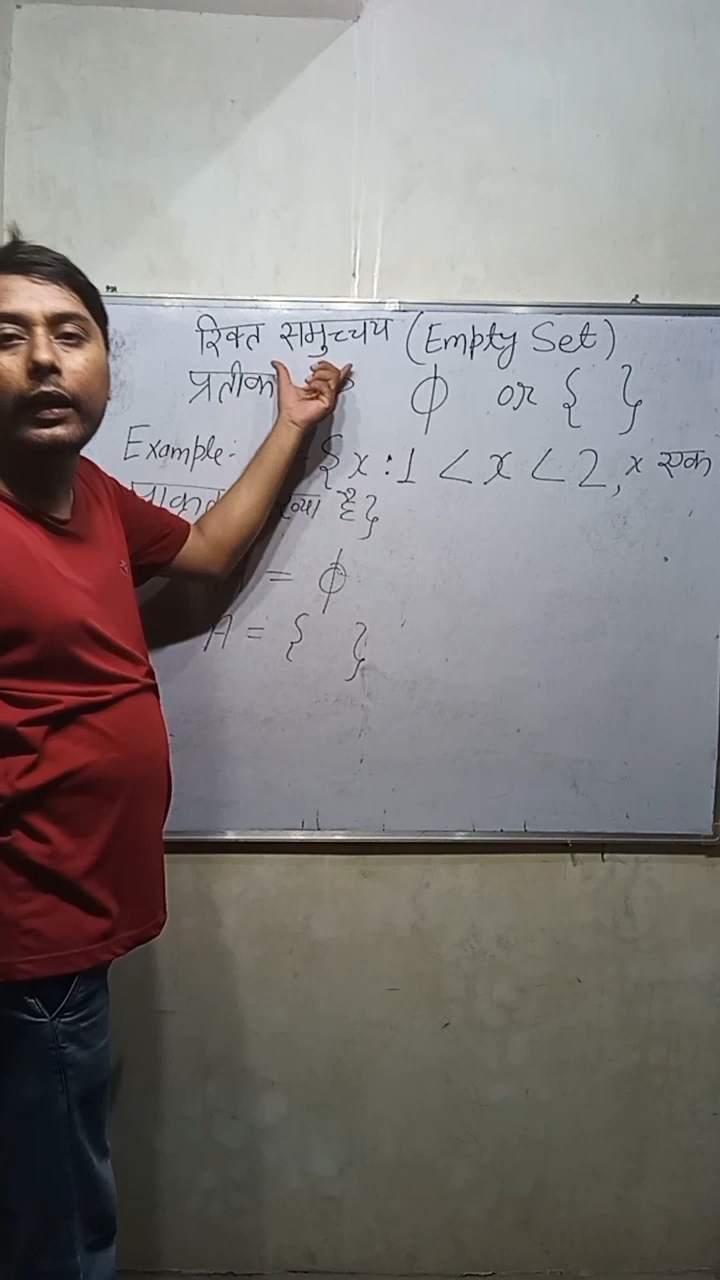 रिक्त समुच्चय (Empty Set)
प्रतीक φ or { }
Example: {x : 1 < x < 2, x एक
है}
= φ
A = { }